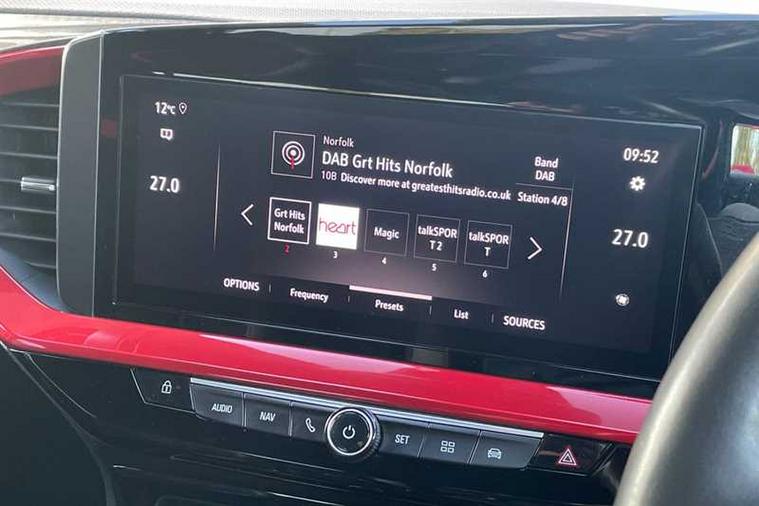 12°C
Norfolk
DAB Grt Hits Norfolk
10B Discover more at greatesthitsradio.co.uk
Band
DAB
Station 4/8
09:52
27.0
27.0
Grt Hits
Norfolk
heart
Magic
talkSPOR
T 2
talkSPOR
T
2 3 4 5 6
OPTIONS Frequency Presets List SOURCES
AUDIO NAV SET